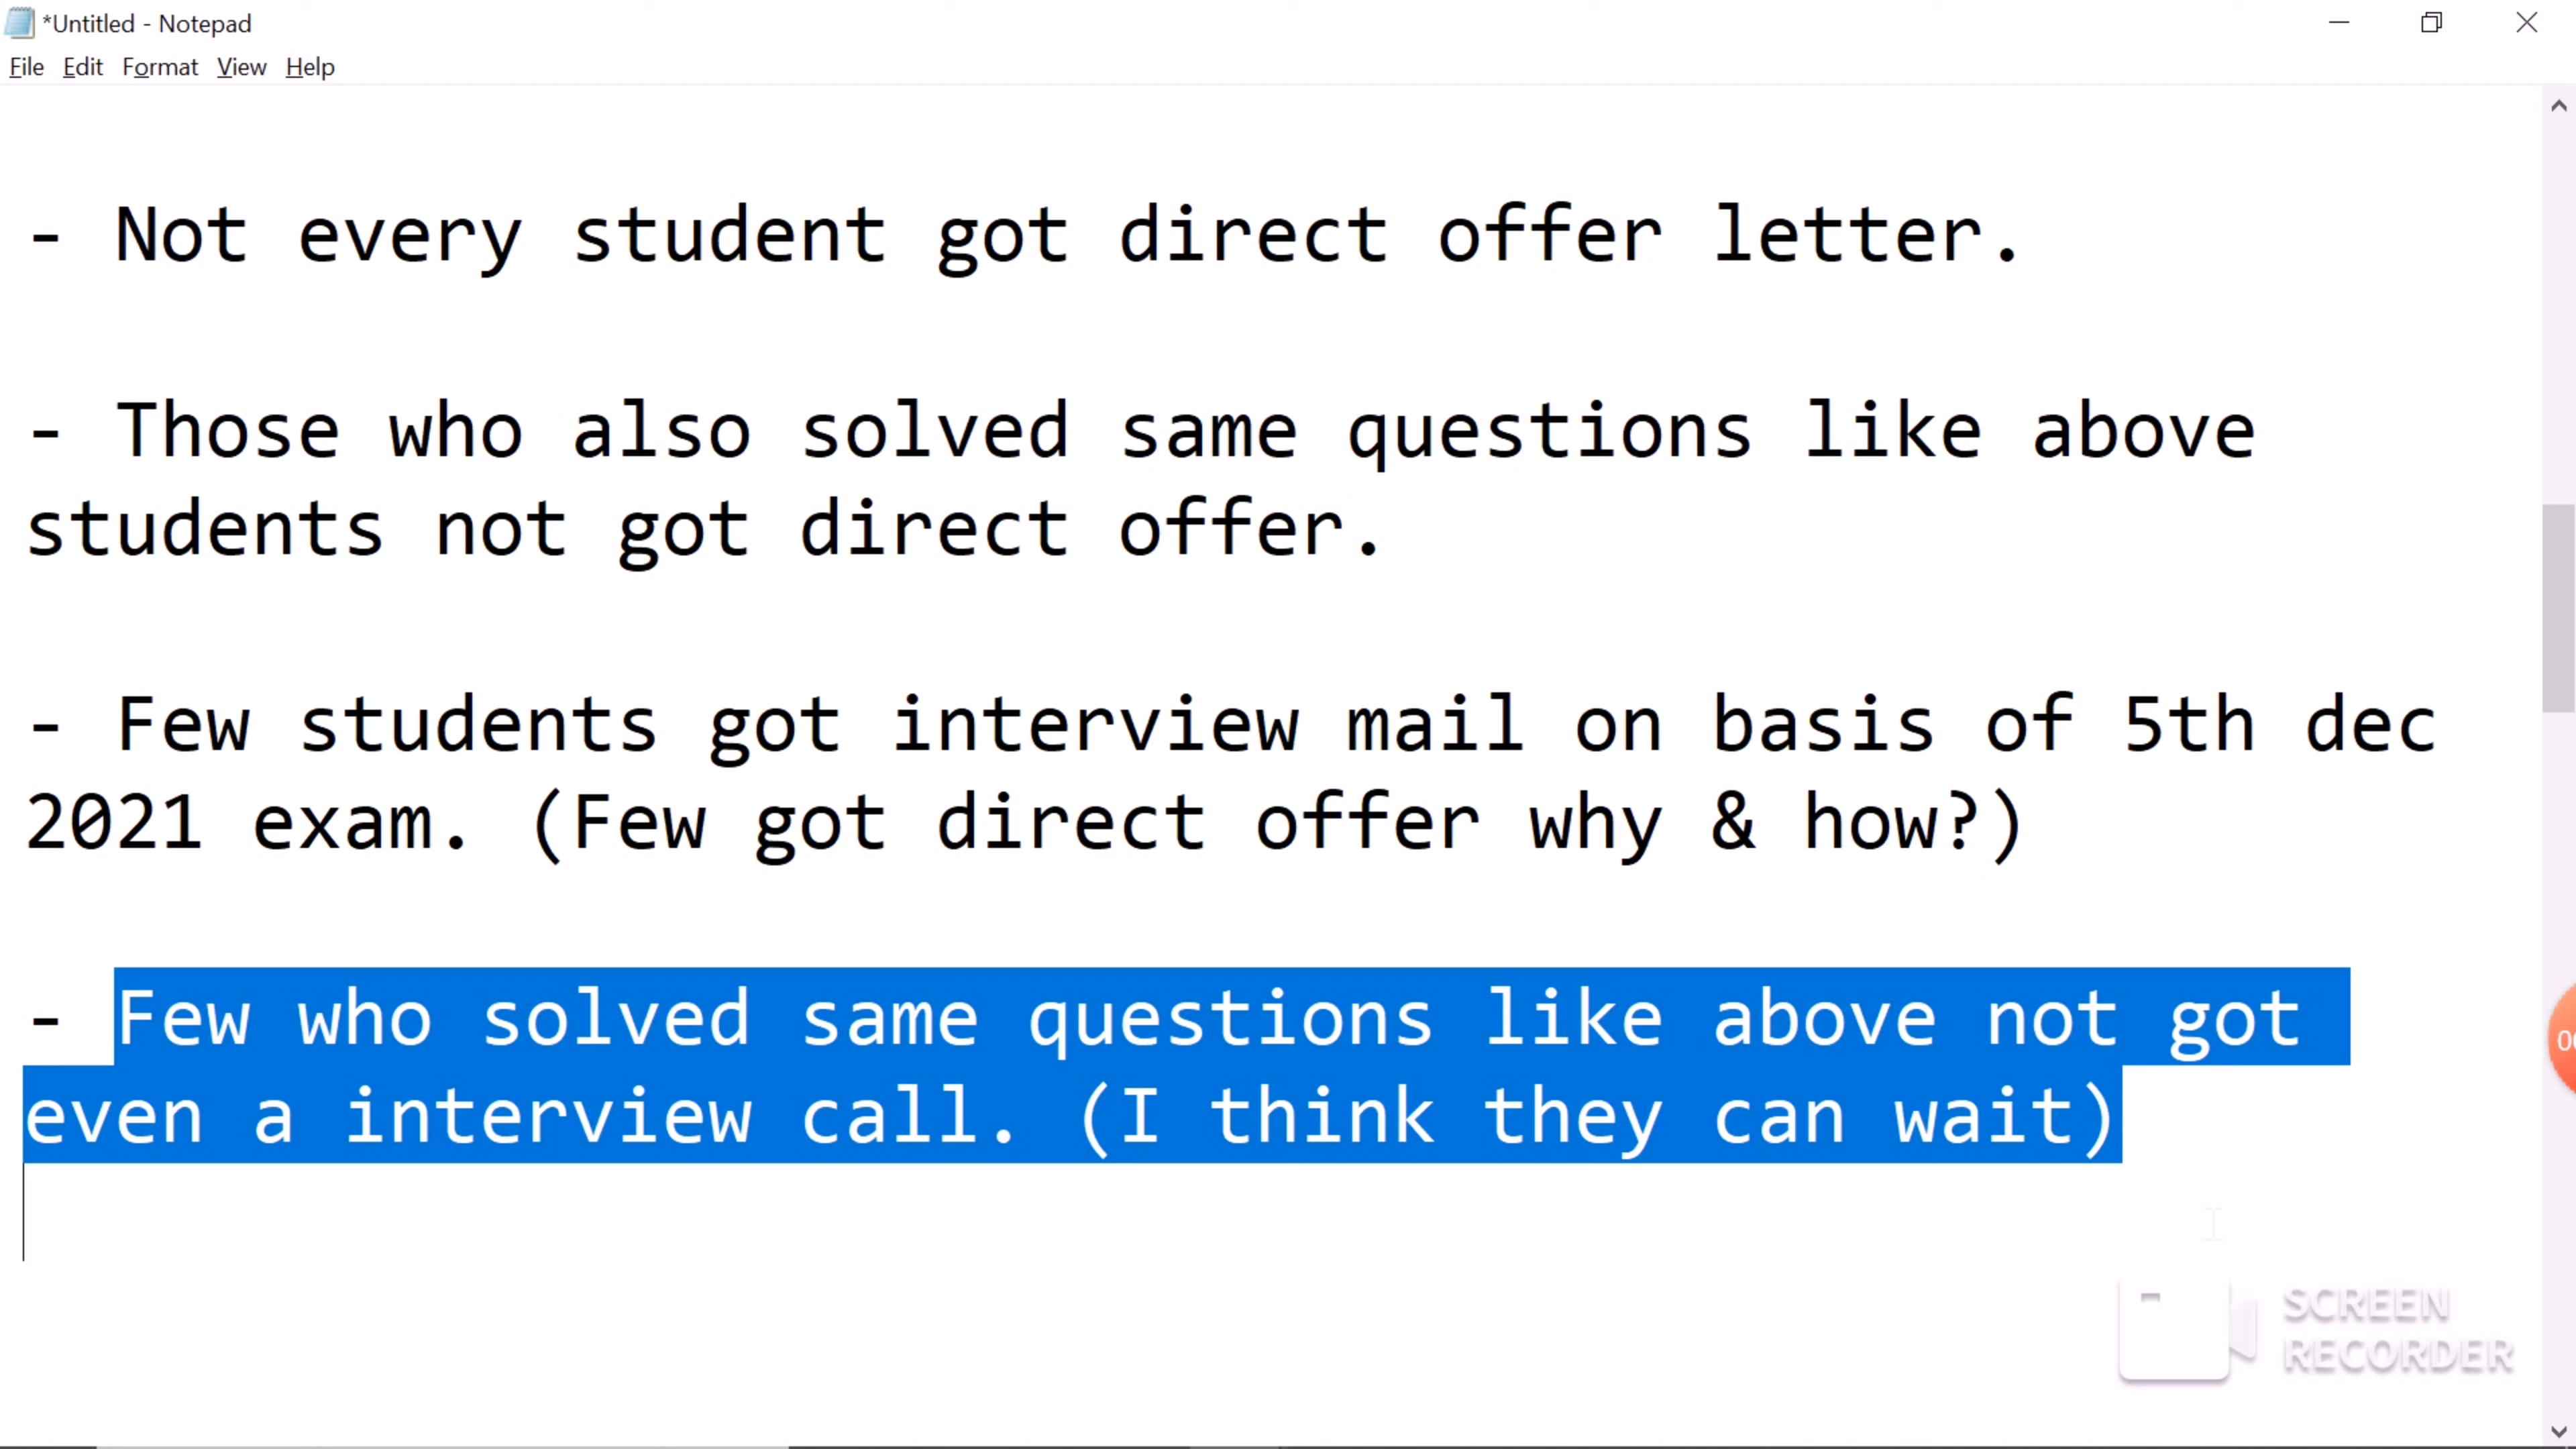 *Untitled - Notepad
File Edit Format View Help
- Not every student got direct offer letter.
- Those who also solved same questions like above
students not got direct offer.
- Few students got interview mail on basis of 5th dec
2021 exam. (Few got direct offer why & how?)
- Few who solved same questions like above not got
even a interview call. (I think they can wait)
SCREEN
RECORDER